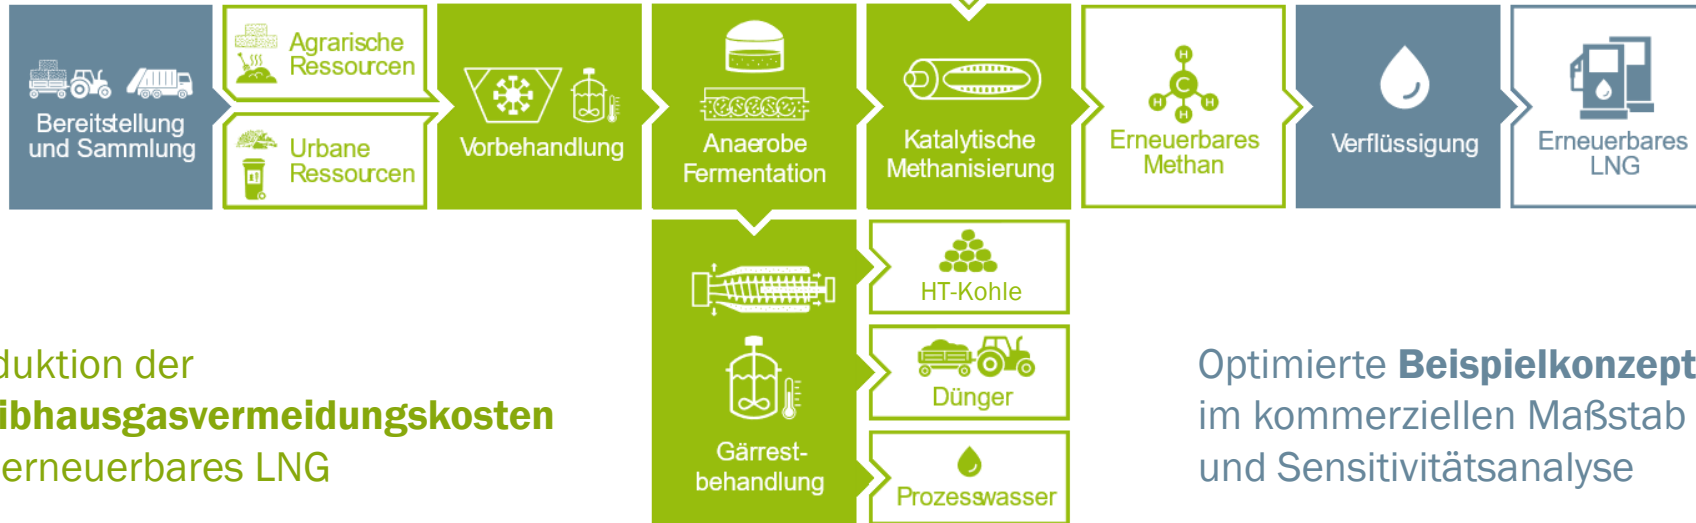 Bereitstellung
und Sammlung
Agrarische
Ressourcen
Urbane
Ressourcen
Vorbehandlung
Anaerobe
Fermentation
Katalytische
Methanisierung
H
H C H
H
Erneuerbares
Methan
Verflüssigung
Erneuerbares
LNG
Gärrest-
behandlung
HT-Kohle
Dünger
Prozesswasser
duktion der
ibhausgasvermeidungskosten
erneuerbares LNG
Optimierte Beispielkonzept
im kommerziellen Maßstab
und Sensitivitätsanalyse